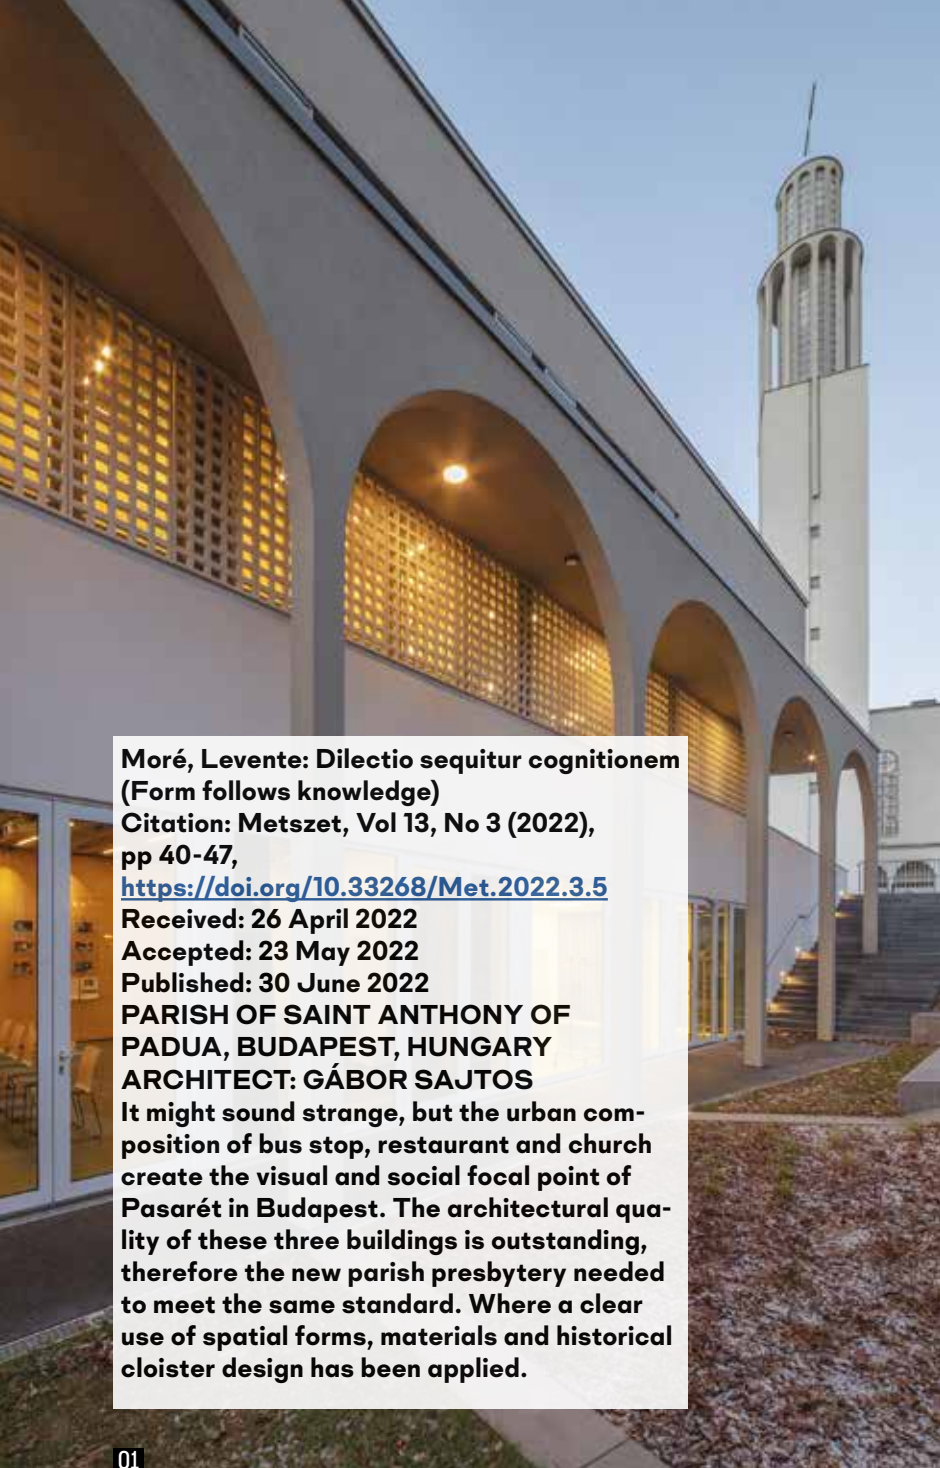 Moré, Levente: Dilectio sequitur cognitionem
(Form follows knowledge)
Citation: Metszet, Vol 13, No 3 (2022),
pp 40-47,
https://doi.org/10.33268/Met.2022.3.5
Received: 26 April 2022
Accepted: 23 May 2022
Published: 30 June 2022
PARISH OF SAINT ANTHONY OF
PADUA, BUDAPEST, HUNGARY
ARCHITECT: GÁBOR SAJTOS
It might sound strange, but the urban com-
position of bus stop, restaurant and church
create the visual and social focal point of
Pasarét in Budapest. The architectural qua-
lity of these three buildings is outstanding,
therefore the new parish presbytery needed
to meet the same standard. Where a clear
use of spatial forms, materials and historical
cloister design has been applied.
01